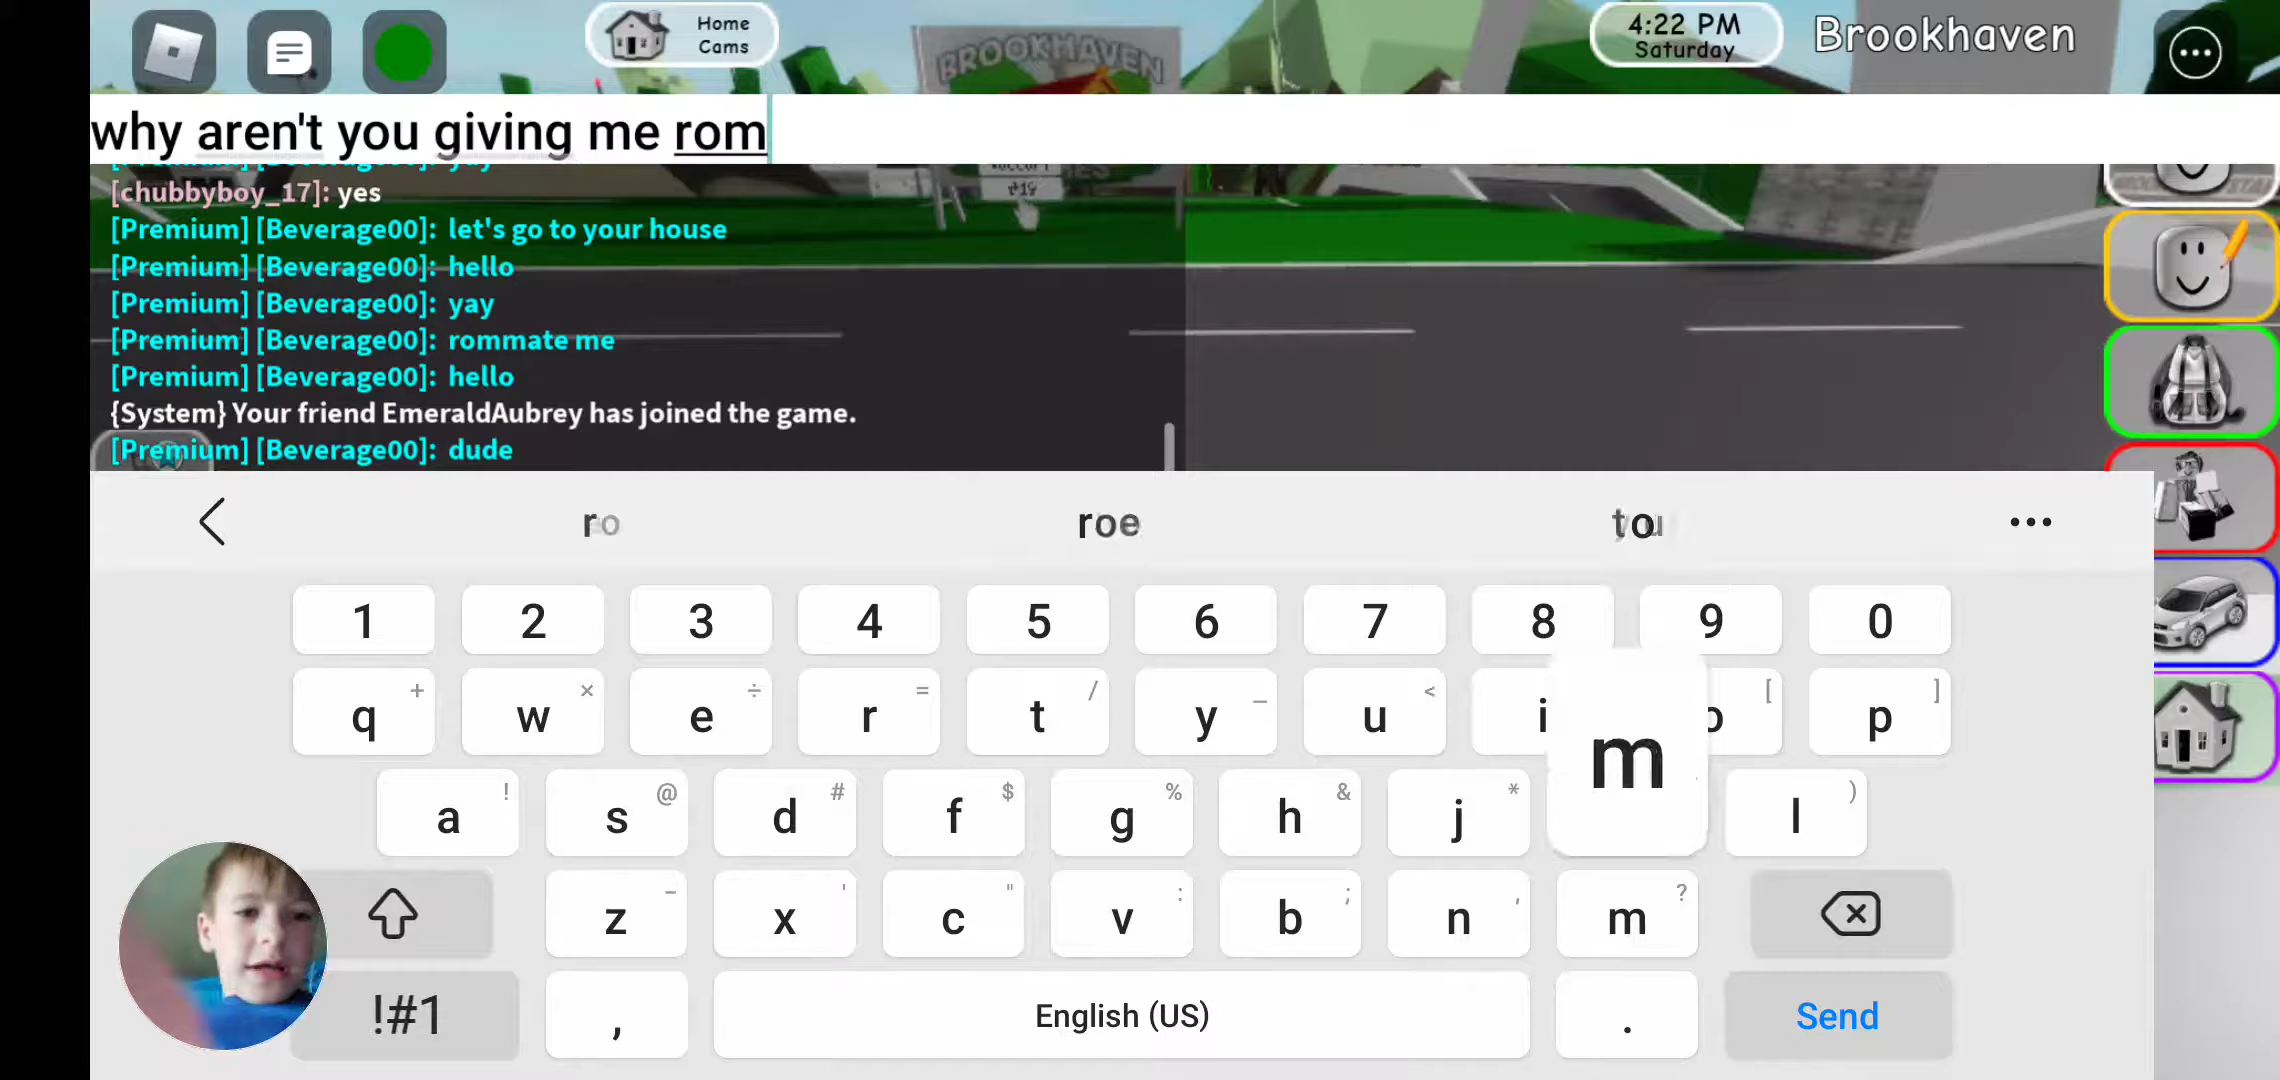 Home
Cams
BROOKHAVEN
4:22 PM
Saturday
Brookhaven
why aren't you giving me rom
[chubbyboy_17]: yes
[Premium] [Beverage00]: let's go to your house
[Premium] [Beverage00]: hello
[Premium] [Beverage00]: yay
[Premium] [Beverage00]: rommate me
[Premium] [Beverage00]: hello
{System} Your friend EmeraldAubrey has joined the game.
[Premium] [Beverage00]: dude
ro roe to
1 2 3 4 5 6 7 8 9 0
q + w × e ÷ r = t / y _ u < i o [ p ]
m
a ! s @ d # f $ g % h & j * l )
z - x ' c " v : b ; n , m ?
!#1 , English (US) . Send